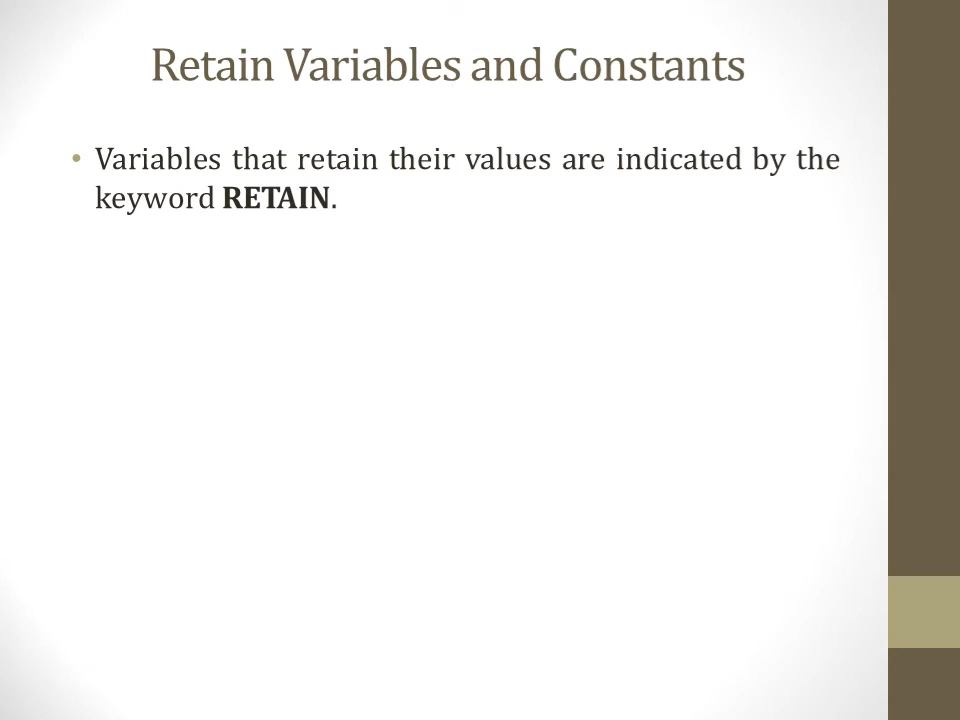 Retain Variables and Constants
• Variables that retain their values are indicated by the
keyword RETAIN.